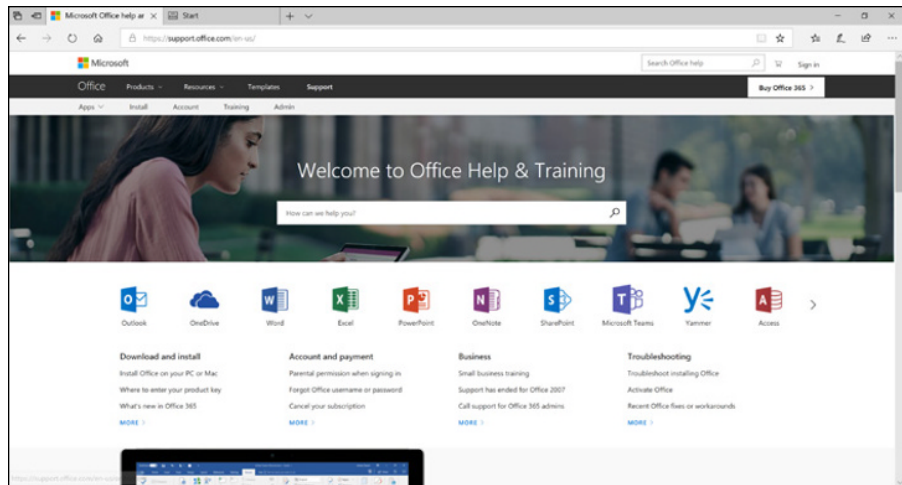 Microsoft Office help ar
Start
https://support.office.com/en-us/
Microsoft
Search Office help
Sign in
Office Products Resources Templates Support
Buy Office 365 >
Apps Install Account Training Admin
Welcome to Office Help & Training
How can we help you?
Outlook OneDrive Word Excel PowerPoint OneNote SharePoint Microsoft Teams Yammer Access
Download and install
Install Office on your PC or Mac
Where to enter your product key
What's new in Office 365
MORE >
Account and payment
Parental permission when signing in
Forgot Office username or password
Cancel your subscription
MORE >
Business
Small business training
Support has ended for Office 2007
Call support for Office 365 admins
MORE >
Troubleshooting
Troubleshoot installing Office
Activate Office
Recent Office fixes or workarounds
MORE >